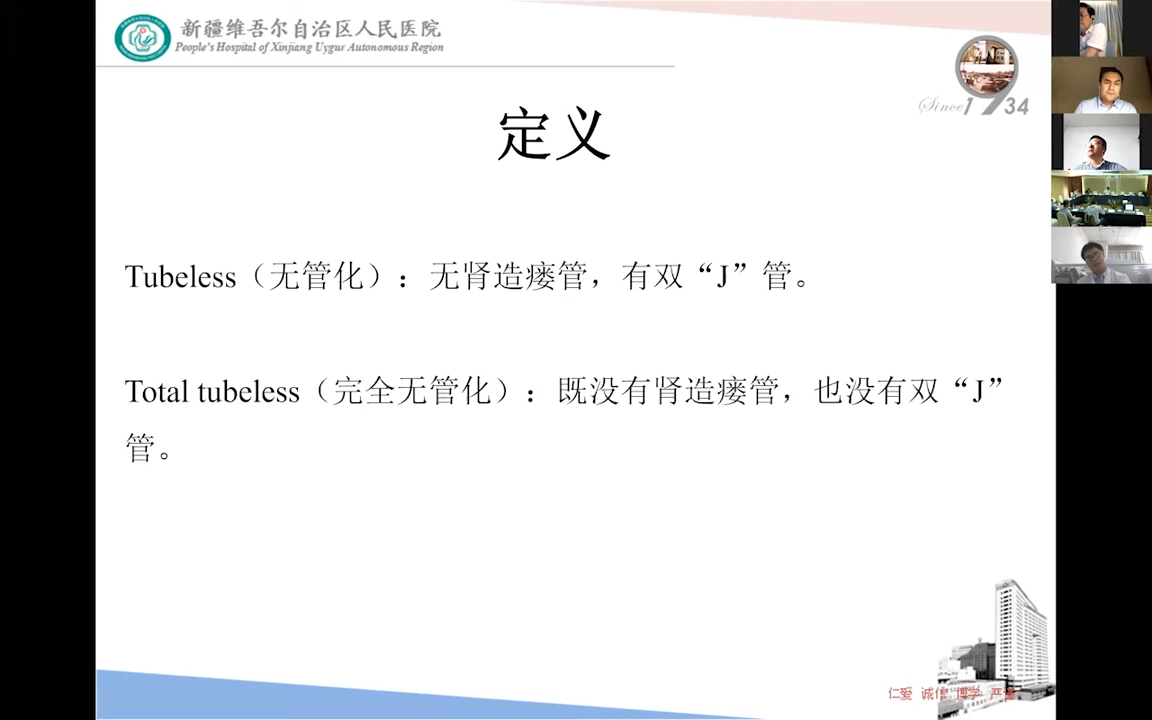 新疆维吾尔自治区人民医院
People's Hospital of Xinjiang Uygur Autonomous Region
Since 1934
定义
Tubeless（无管化）：无肾造瘘管，有双“J”管。
Total tubeless（完全无管化）：既没有肾造瘘管，也没有双“J”
管。
仁爱 诚信 博学 严谨